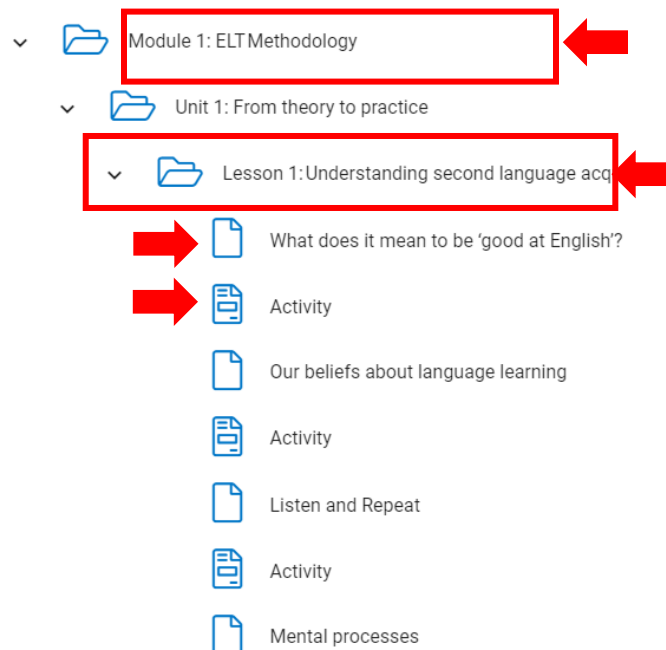 Module 1: ELT Methodology
Unit 1: From theory to practice
Lesson 1: Understanding second language acq
What does it mean to be ‘good at English’?
Activity
Our beliefs about language learning
Activity
Listen and Repeat
Activity
Mental processes